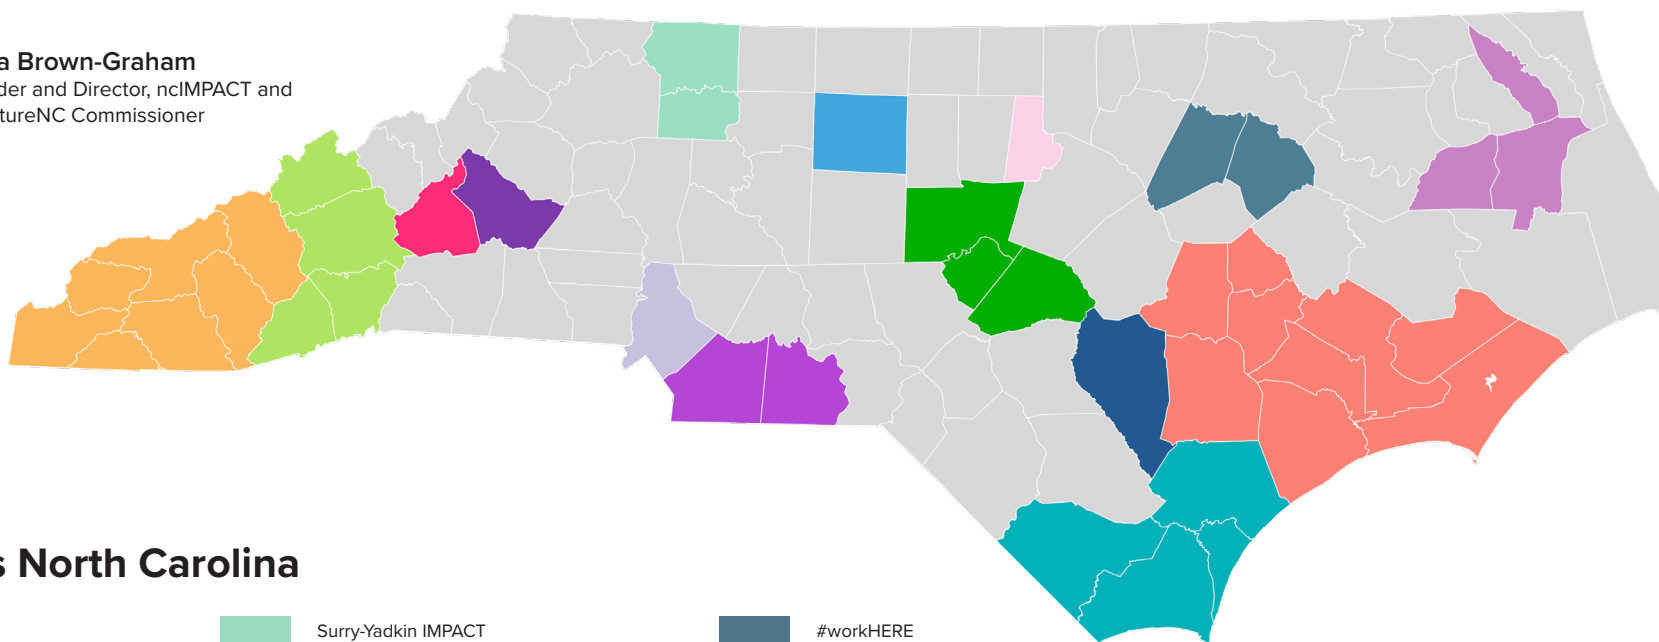 a Brown-Graham
der and Director, ncIMPACT and
tureNC Commissioner
s North Carolina
Surry-Yadkin IMPACT
#workHERE